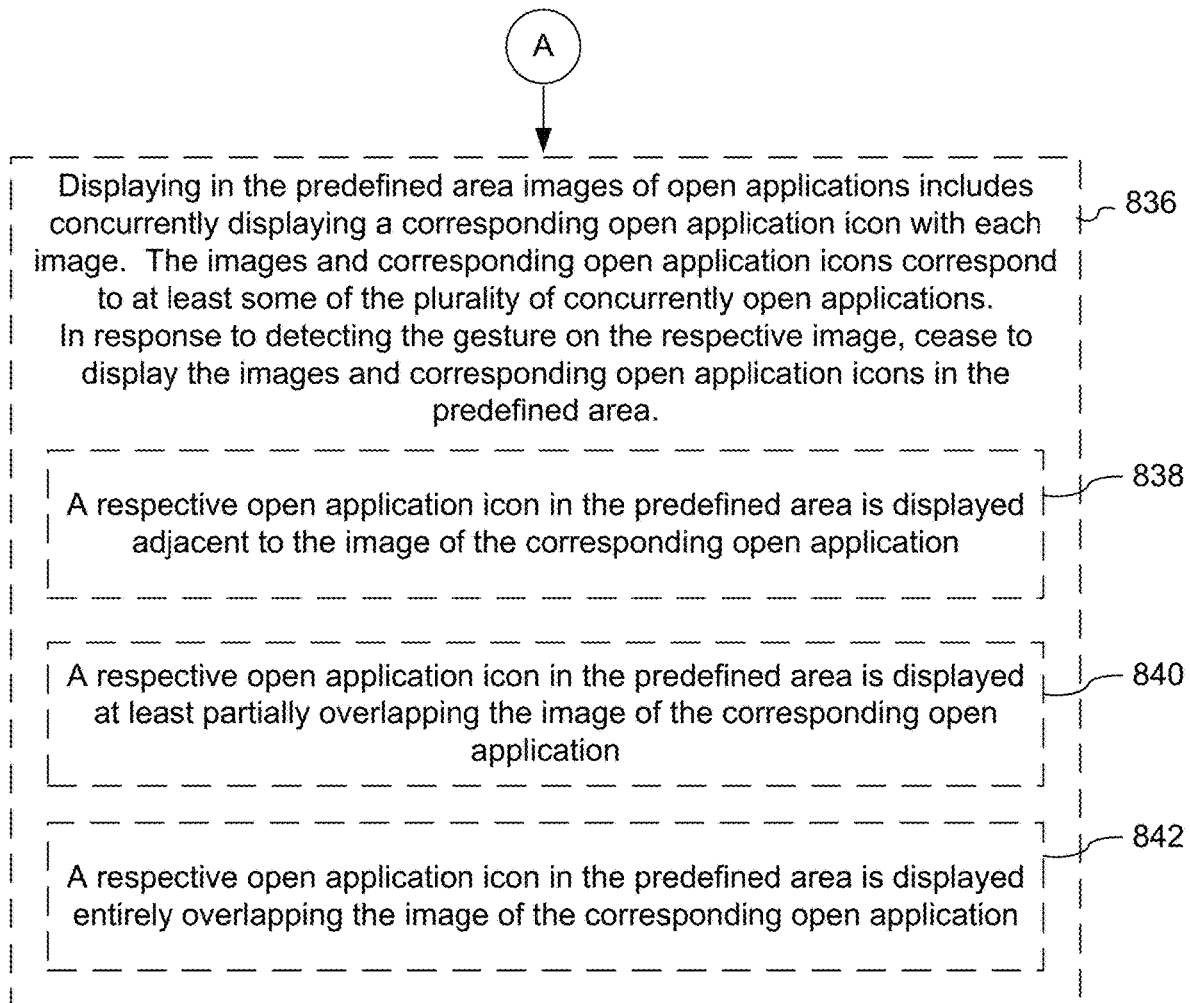 A
Displaying in the predefined area images of open applications includes
concurrently displaying a corresponding open application icon with each
image.  The images and corresponding open application icons correspond
to at least some of the plurality of concurrently open applications.
In response to detecting the gesture on the respective image, cease to
display the images and corresponding open application icons in the
predefined area.
836
A respective open application icon in the predefined area is displayed
adjacent to the image of the corresponding open application
838
A respective open application icon in the predefined area is displayed
at least partially overlapping the image of the corresponding open
application
840
A respective open application icon in the predefined area is displayed
entirely overlapping the image of the corresponding open application
842